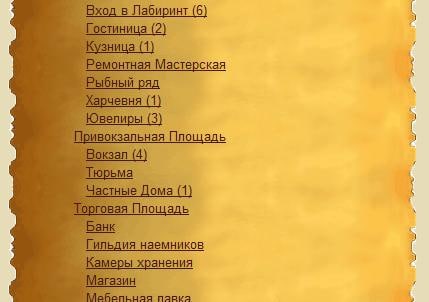 Вход в Лабиринт (6)
Гостиница (2)
Кузница (1)
Ремонтная Мастерская
Рыбный ряд
Харчевня (1)
Ювелиры (3)
Привокзальная Площадь
Вокзал (4)
Тюрьма
Частные Дома (1)
Торговая Площадь
Банк
Гильдия наемников
Камеры хранения
Магазин
Мебельная лавка